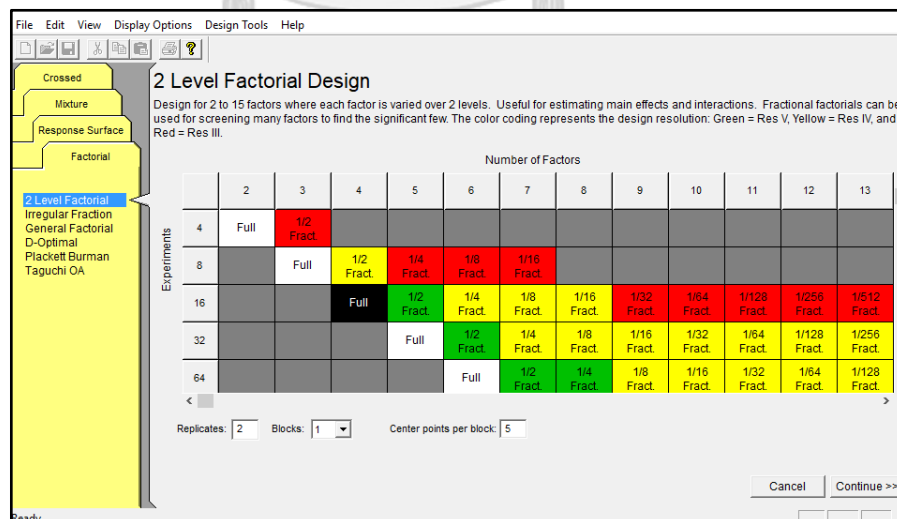 File Edit View Display Options Design Tools Help
Crossed
Mixture
Response Surface
Factorial
2 Level Factorial
Irregular Fraction
General Factorial
D-Optimal
Plackett Burman
Taguchi OA
2 Level Factorial Design
Design for 2 to 15 factors where each factor is varied over 2 levels. Useful for estimating main effects and interactions. Fractional factorials can be
used for screening many factors to find the significant few. The color coding represents the design resolution: Green = Res V, Yellow = Res IV, and
Red = Res III.
Number of Factors
2 3 4 5 6 7 8 9 10 11 12 13
Experiments
4 Full 1/2 Fract.
8 Full 1/2 Fract. 1/4 Fract. 1/8 Fract. 1/16 Fract.
16 Full 1/2 Fract. 1/4 Fract. 1/8 Fract. 1/16 Fract. 1/32 Fract. 1/64 Fract. 1/128 Fract. 1/256 Fract. 1/512 Fract.
32 Full 1/2 Fract. 1/4 Fract. 1/8 Fract. 1/16 Fract. 1/32 Fract. 1/64 Fract. 1/128 Fract. 1/256 Fract.
64 Full 1/2 Fract. 1/4 Fract. 1/8 Fract. 1/16 Fract. 1/32 Fract. 1/64 Fract. 1/128 Fract.
Replicates: 2 Blocks: 1 Center points per block: 5
Cancel Continue >>
Ready